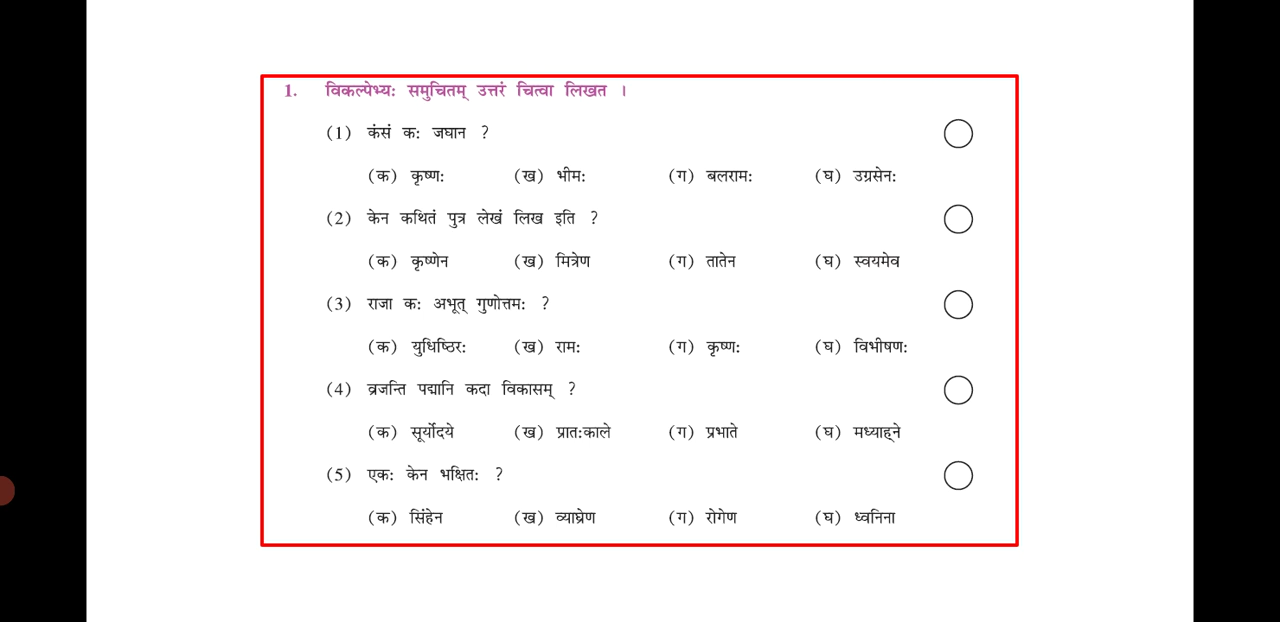 1. विकल्पेभ्य: समुचितम् उत्तरं चित्वा लिखत ।
(1) कंसं क: जघान ?
(क) कृष्ण: (ख) भीम: (ग) बलराम: (घ) उग्रसेन:
(2) केन कथितं पुत्र लेखं लिख इति ?
(क) कृष्णेन (ख) मित्रेण (ग) तातेन (घ) स्वयमेव
(3) राजा क: अभूत् गुणोत्तम: ?
(क) युधिष्ठिर: (ख) राम: (ग) कृष्ण: (घ) विभीषण:
(4) व्रजन्ति पद्मानि कदा विकासम् ?
(क) सूर्योदये (ख) प्रात:काले (ग) प्रभाते (घ) मध्याह्ने
(5) एक: केन भक्षित: ?
(क) सिंहेन (ख) व्याघ्रेण (ग) रोगेण (घ) ध्वनिना